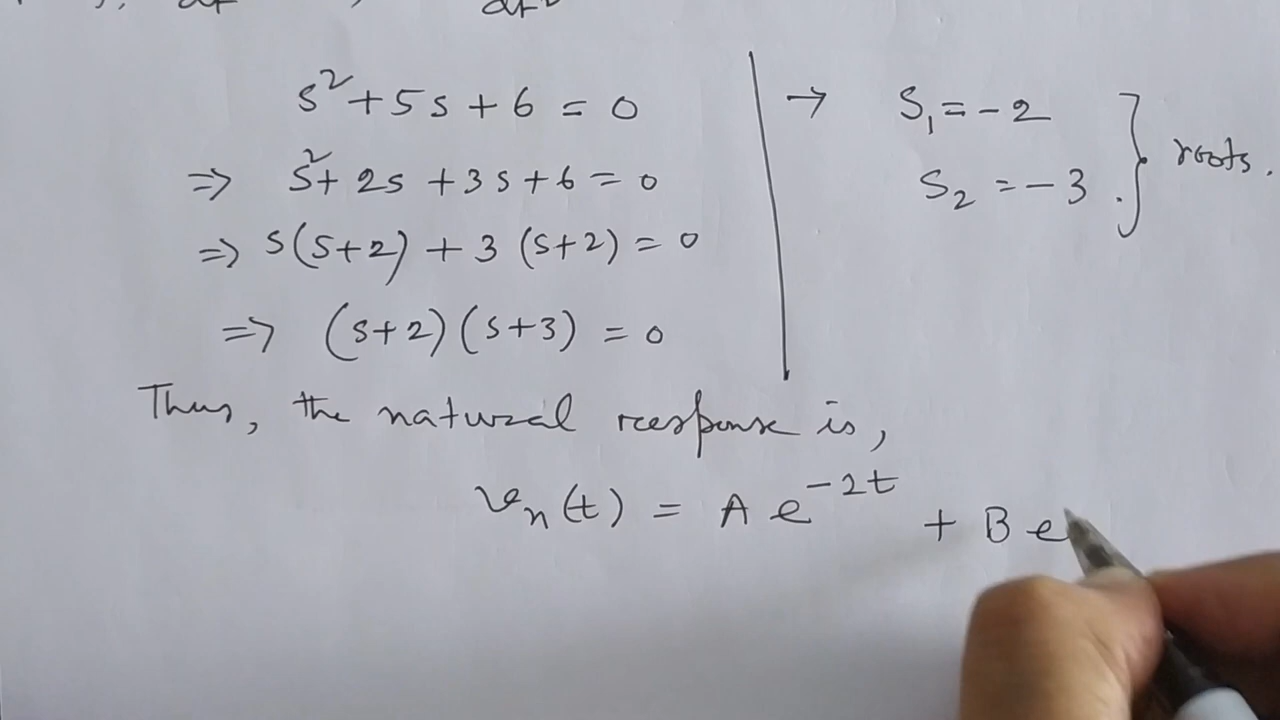 s² + 5s + 6 = 0
⇒ s² + 2s + 3s + 6 = 0
⇒ s(s+2) + 3(s+2) = 0
⇒ (s+2)(s+3) = 0
→ S₁ = -2
S₂ = -3
} roots.
Thus, the natural response is,
vₙ(t) = A e^{-2t} + B e